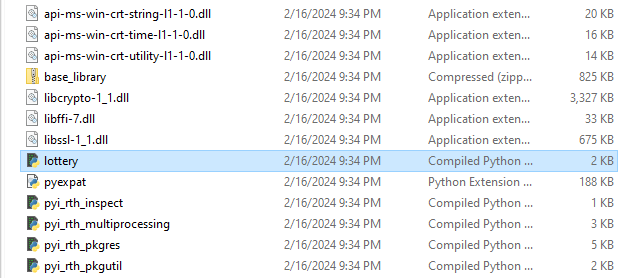 api-ms-win-crt-string-l1-1-0.dll 2/16/2024 9:34 PM Application exten... 20 KB
api-ms-win-crt-time-l1-1-0.dll 2/16/2024 9:34 PM Application exten... 16 KB
api-ms-win-crt-utility-l1-1-0.dll 2/16/2024 9:34 PM Application exten... 14 KB
base_library 2/16/2024 9:34 PM Compressed (zipp... 825 KB
libcrypto-1_1.dll 2/16/2024 9:34 PM Application exten... 3,327 KB
libffi-7.dll 2/16/2024 9:34 PM Application exten... 33 KB
libssl-1_1.dll 2/16/2024 9:34 PM Application exten... 675 KB
lottery 2/16/2024 9:34 PM Compiled Python ... 2 KB
pyexpat 2/16/2024 9:34 PM Python Extension ... 188 KB
pyi_rth_inspect 2/16/2024 9:34 PM Compiled Python ... 1 KB
pyi_rth_multiprocessing 2/16/2024 9:34 PM Compiled Python ... 3 KB
pyi_rth_pkgres 2/16/2024 9:34 PM Compiled Python ... 5 KB
pyi_rth_pkgutil 2/16/2024 9:34 PM Compiled Python ... 2 KB